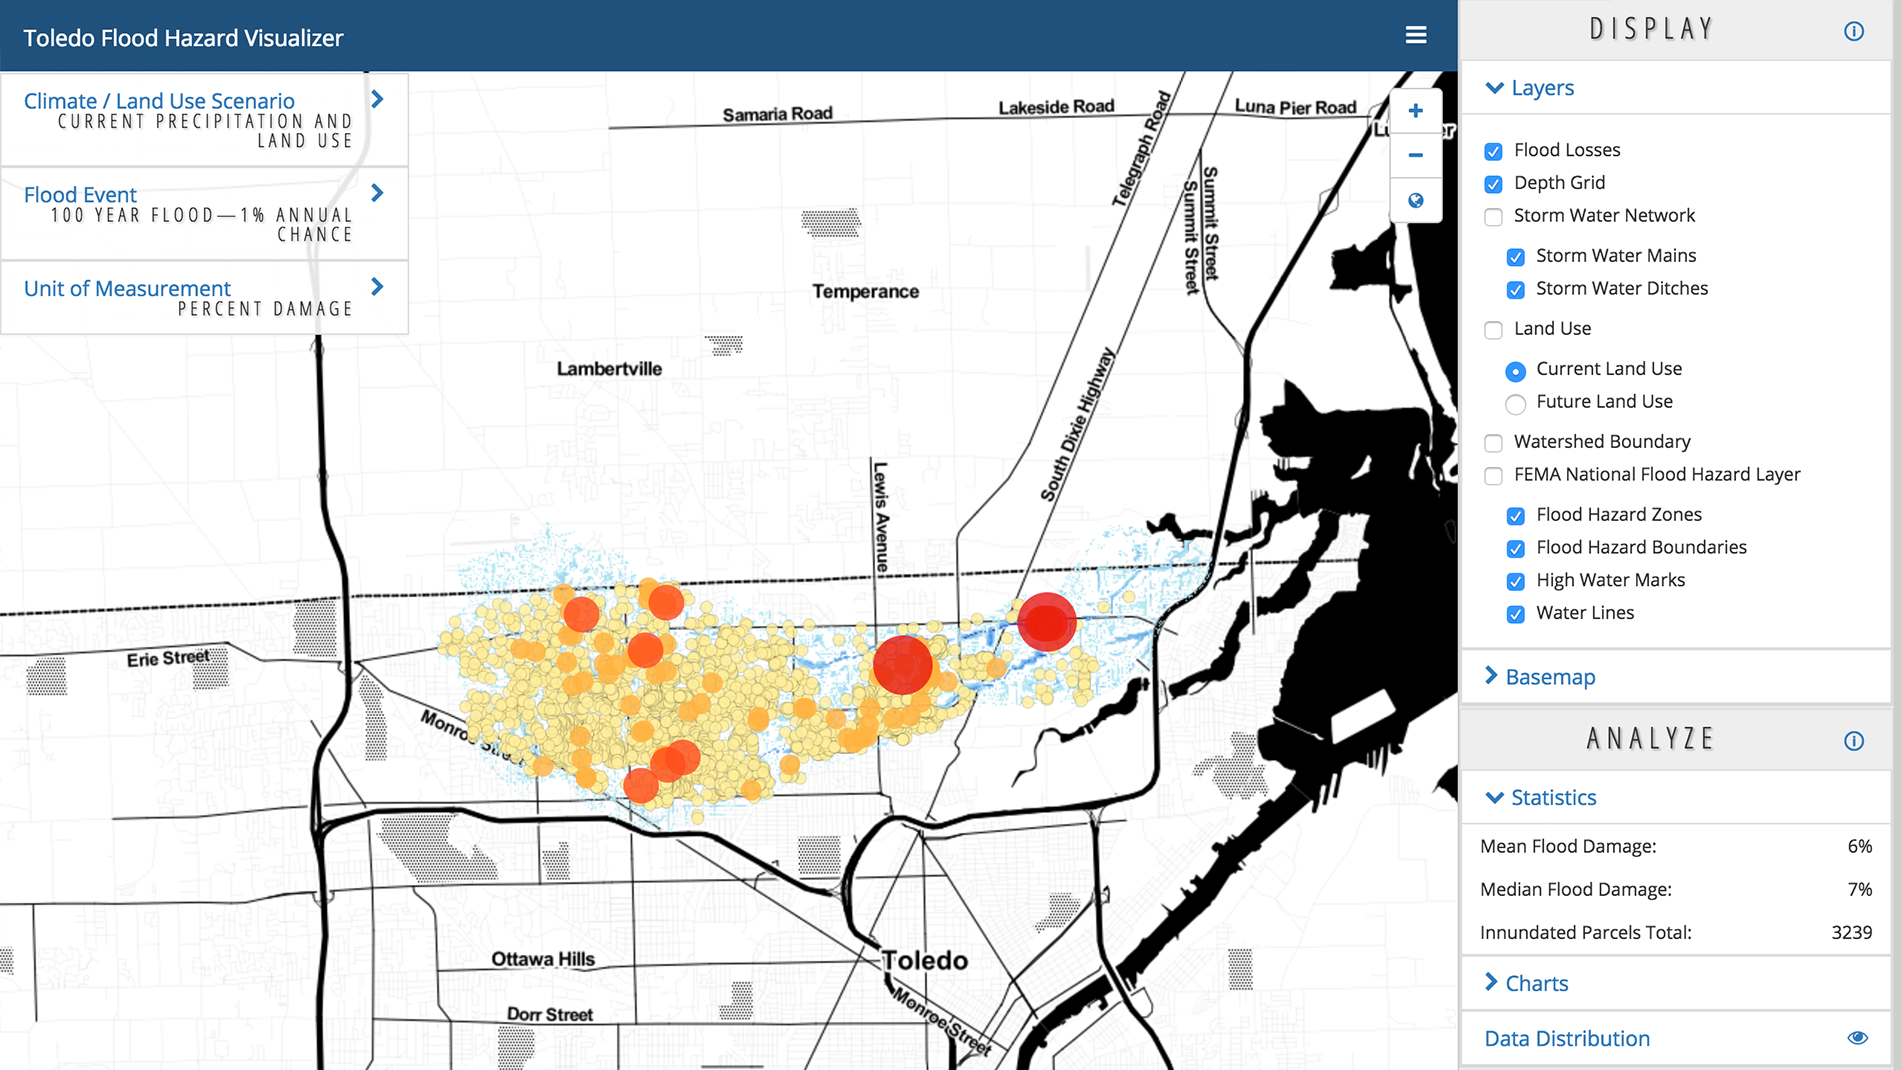 Toledo Flood Hazard Visualizer
Climate / Land Use Scenario
CURRENT PRECIPITATION AND
LAND USE
Flood Event
100 YEAR FLOOD—1% ANNUAL
CHANCE
Unit of Measurement
PERCENT DAMAGE
Samaria Road
Lakeside Road
Luna Pier Road
Telegraph Road
Summit Street
Summit Street
Temperance
Lambertville
South Dixie Highway
Lewis Avenue
Erie Street
Monroe Street
Ottawa Hills
Toledo
Dorr Street
Monroe Street
+
−
DISPLAY
Layers
Flood Losses
Depth Grid
Storm Water Network
Storm Water Mains
Storm Water Ditches
Land Use
Current Land Use
Future Land Use
Watershed Boundary
FEMA National Flood Hazard Layer
Flood Hazard Zones
Flood Hazard Boundaries
High Water Marks
Water Lines
Basemap
ANALYZE
Statistics
Mean Flood Damage: 6%
Median Flood Damage: 7%
Innundated Parcels Total: 3239
Charts
Data Distribution